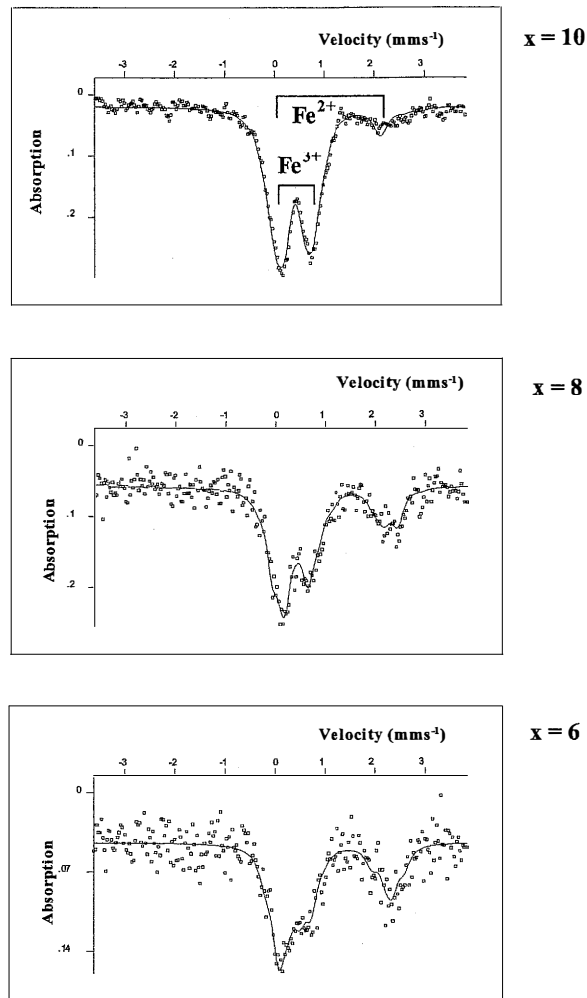 Velocity (mms⁻¹)
x = 10
-3 -2 -1 0 1 2 3
0
Fe²⁺
.1
Fe³⁺
.2
Absorption
Velocity (mms⁻¹)
x = 8
-3 -2 -1 0 1 2 3
0
.1
.2
Absorption
Velocity (mms⁻¹)
x = 6
-3 -2 -1 0 1 2 3
0
.07
.14
Absorption